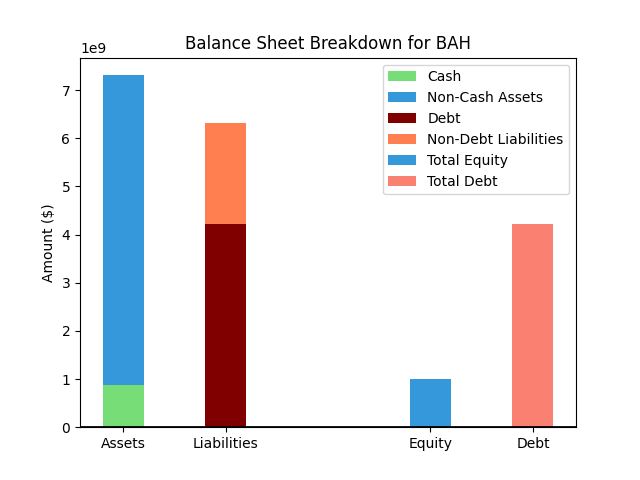 Balance Sheet Breakdown for BAH
1e9
Cash
Non-Cash Assets
Debt
Non-Debt Liabilities
Total Equity
Total Debt
7
6
5
4
3
2
1
0
Amount ($)
Assets
Liabilities
Equity
Debt